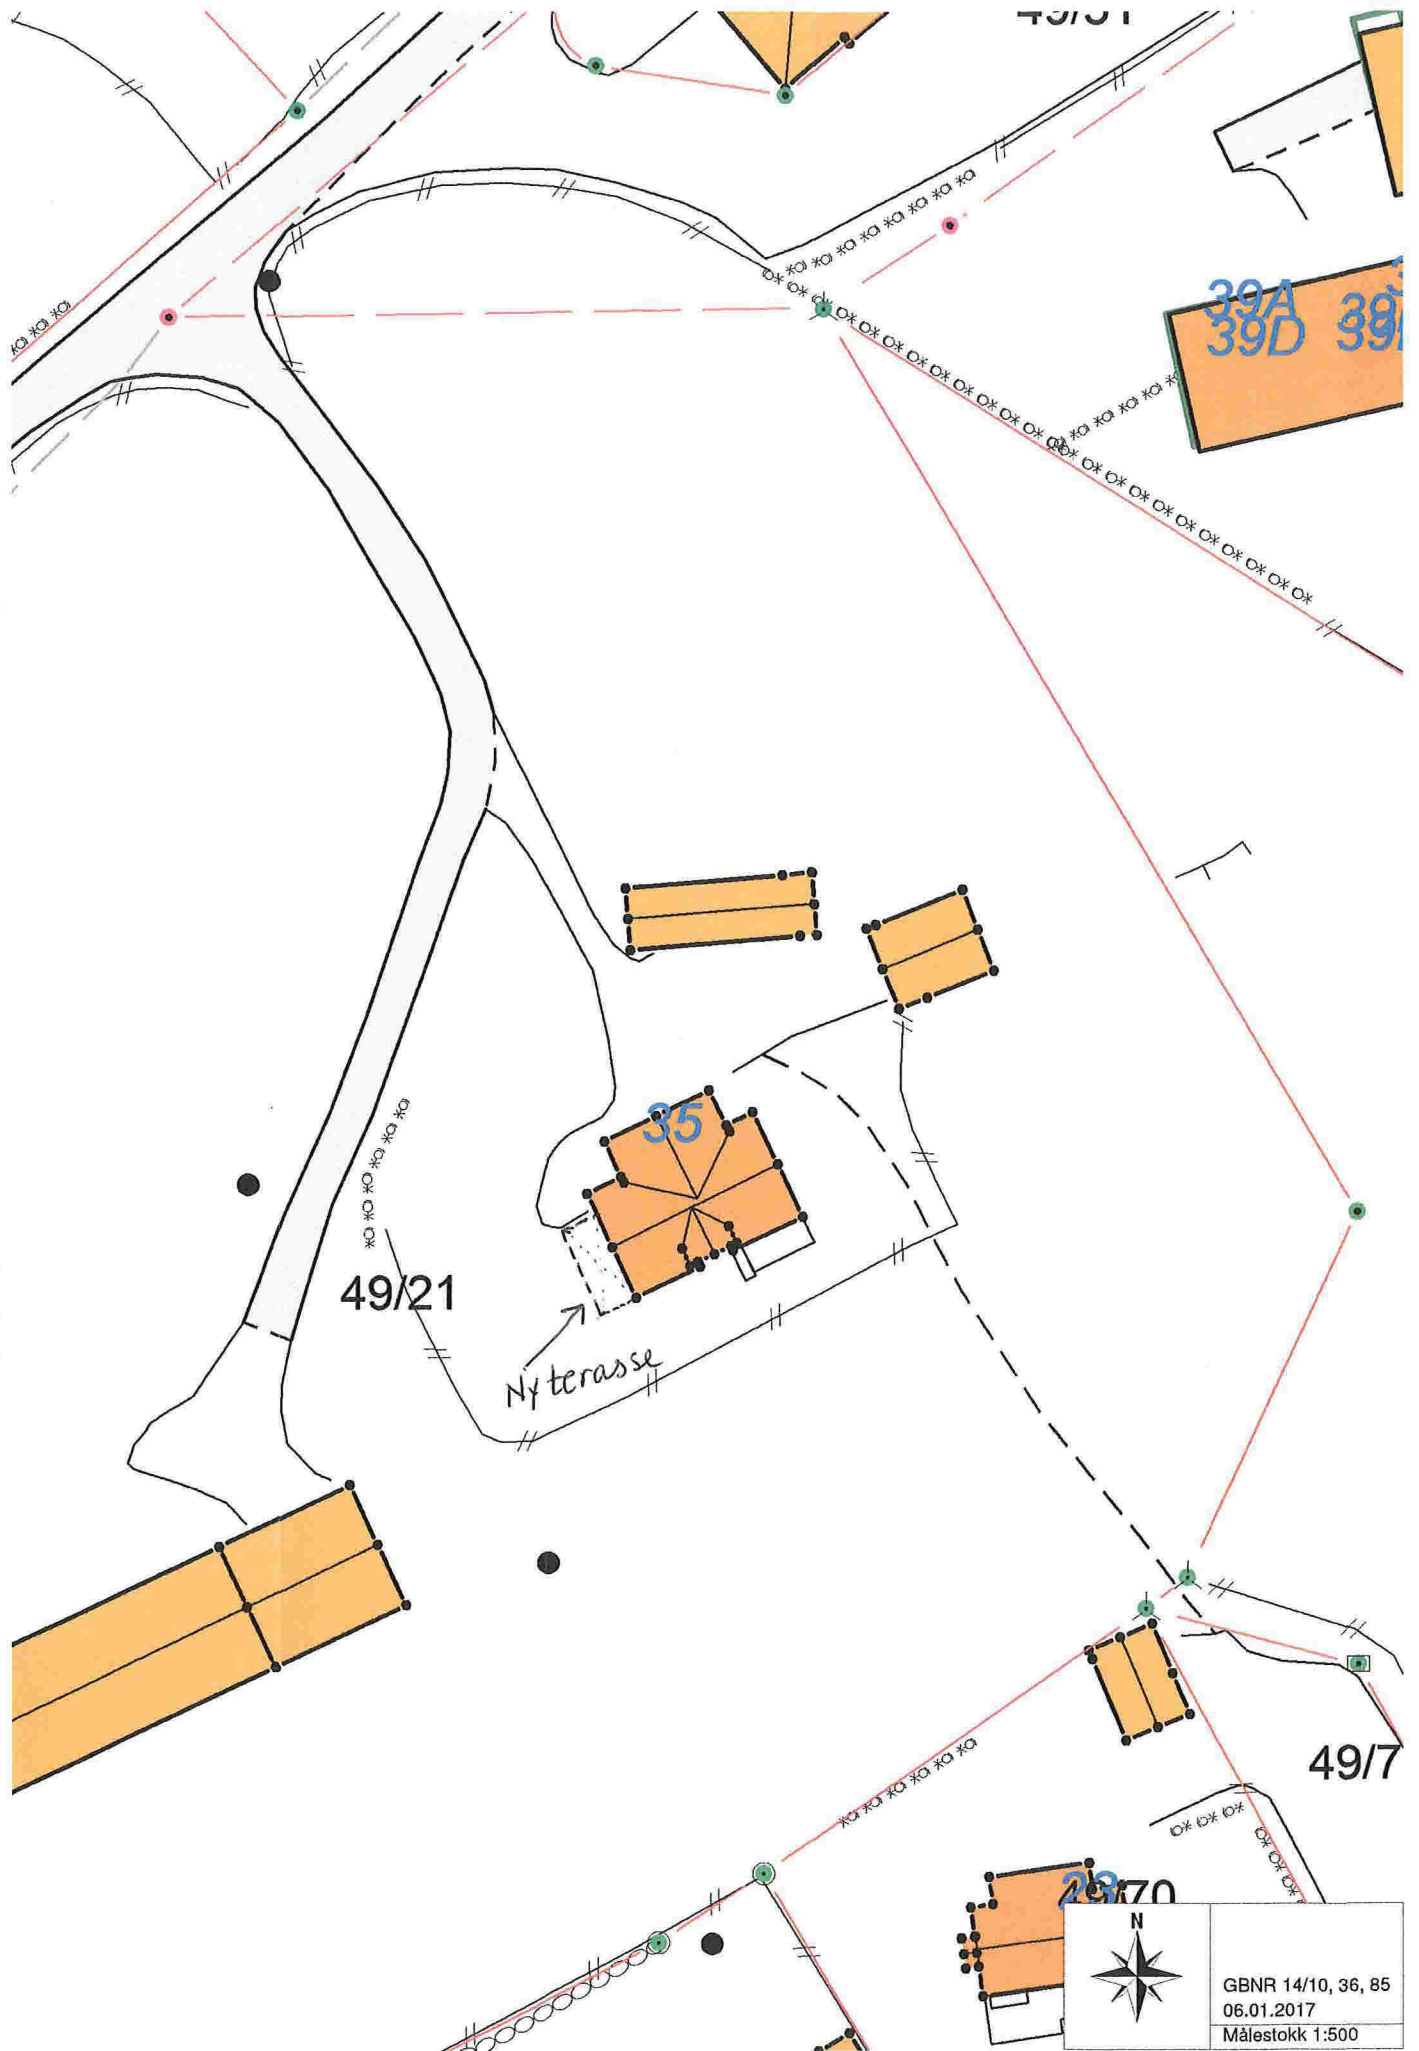 39A
39D
35
49/21
Ny terasse
49/7
N
GBNR 14/10, 36, 85
06.01.2017
Målestokk 1:500